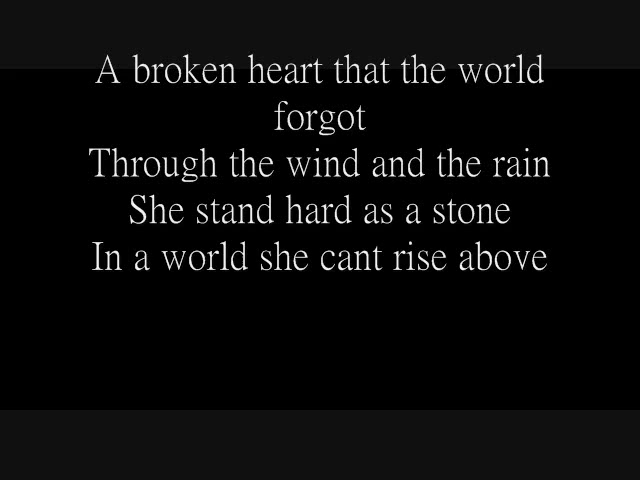 A broken heart that the world
forgot
Through the wind and the rain
She stand hard as a stone
In a world she cant rise above